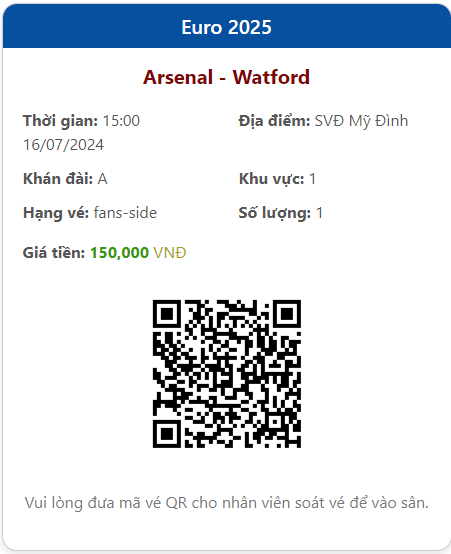 Euro 2025
Arsenal - Watford
Thời gian: 15:00 16/07/2024
Địa điểm: SVĐ Mỹ Đình
Khán đài: A
Khu vực: 1
Hạng vé: fans-side
Số lượng: 1
Giá tiền: 150,000 VNĐ
Vui lòng đưa mã vé QR cho nhân viên soát vé để vào sân.